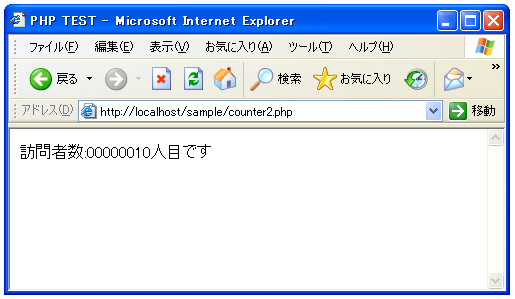 PHP TEST - Microsoft Internet Explorer
ファイル(F) 編集(E) 表示(V) お気に入り(A) ツール(T) ヘルプ(H)
戻る 検索 お気に入り »
アドレス(D) http://localhost/sample/counter2.php 移動
訪問者数:00000010人目です